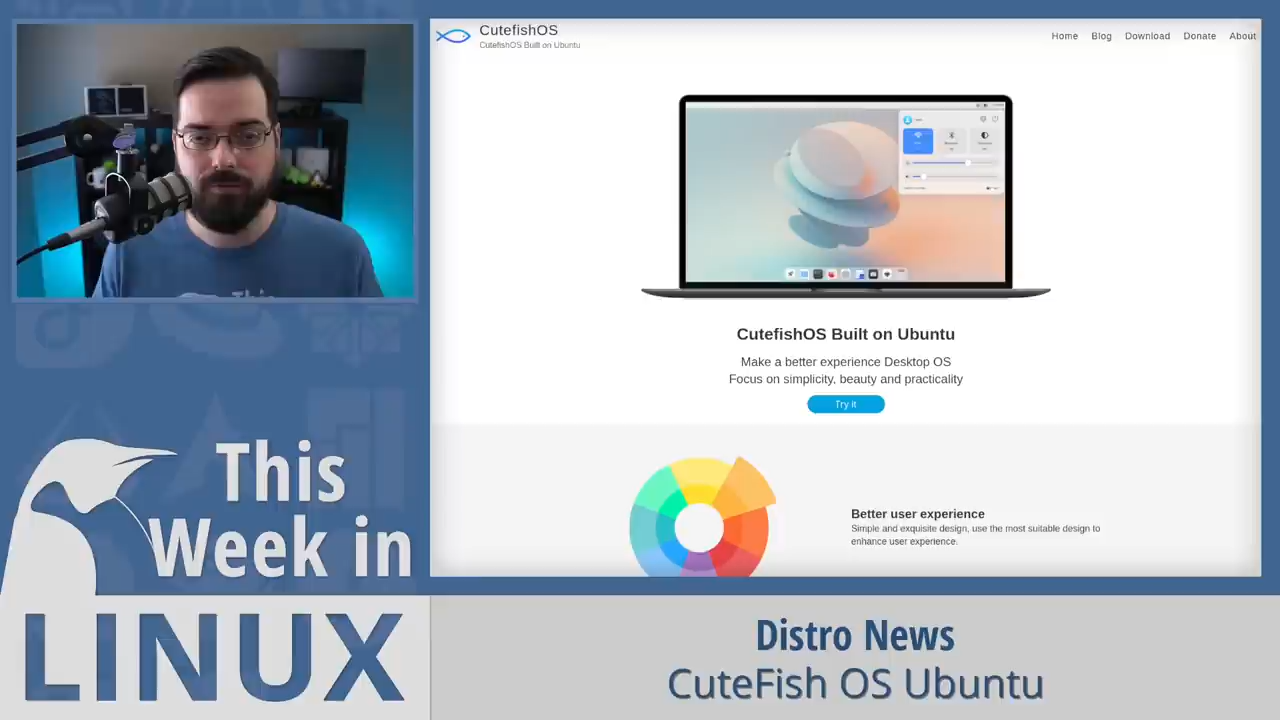 CutefishOS
CutefishOS Built on Ubuntu
Home Blog Download Donate About
CutefishOS Built on Ubuntu
Make a better experience Desktop OS
Focus on simplicity, beauty and practicality
Try it
Better user experience
Simple and exquisite design, use the most suitable design to
enhance user experience.
This
Week in
LINUX
Distro News
CuteFish OS Ubuntu